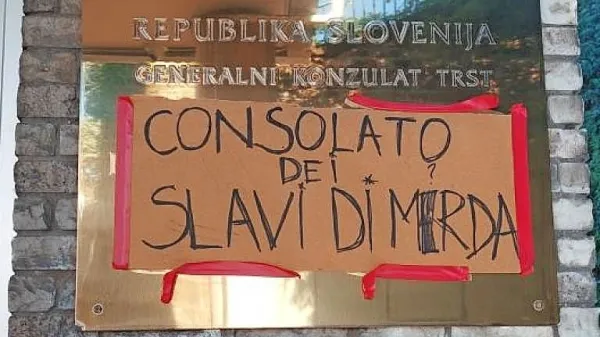 REPUBLIKA SLOVENIJA
GENERALNI KONZULAT TRST
CONSOLATO
DEI ?
SLAVI DI MERDA